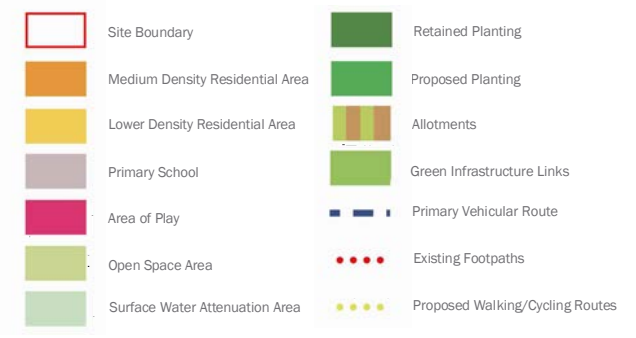 Site Boundary
Medium Density Residential Area
Lower Density Residential Area
Primary School
Area of Play
Open Space Area
Surface Water Attenuation Area
Retained Planting
Proposed Planting
Allotments
Green Infrastructure Links
Primary Vehicular Route
Existing Footpaths
Proposed Walking/Cycling Routes